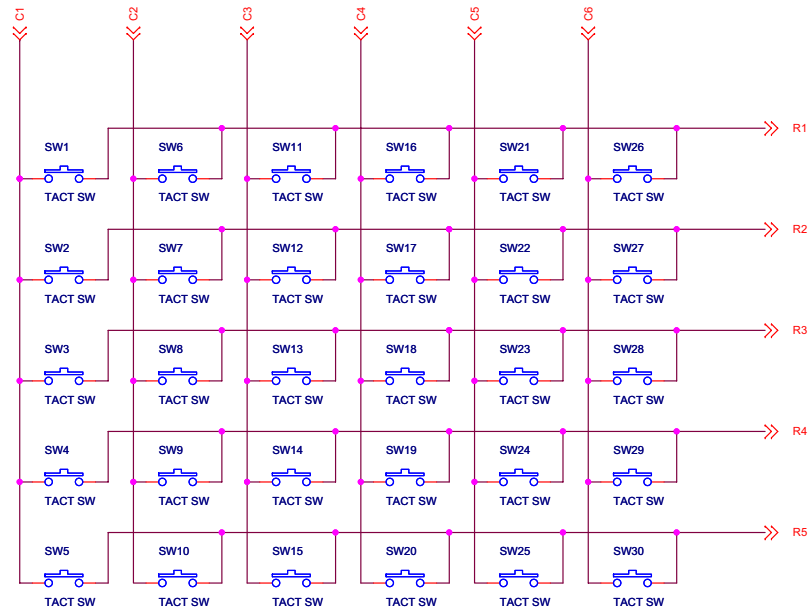 C1 C2 C3 C4 C5 C6
R1
SW1 SW6 SW11 SW16 SW21 SW26
TACT SW TACT SW TACT SW TACT SW TACT SW TACT SW
R2
SW2 SW7 SW12 SW17 SW22 SW27
TACT SW TACT SW TACT SW TACT SW TACT SW TACT SW
R3
SW3 SW8 SW13 SW18 SW23 SW28
TACT SW TACT SW TACT SW TACT SW TACT SW TACT SW
R4
SW4 SW9 SW14 SW19 SW24 SW29
TACT SW TACT SW TACT SW TACT SW TACT SW TACT SW
R5
SW5 SW10 SW15 SW20 SW25 SW30
TACT SW TACT SW TACT SW TACT SW TACT SW TACT SW